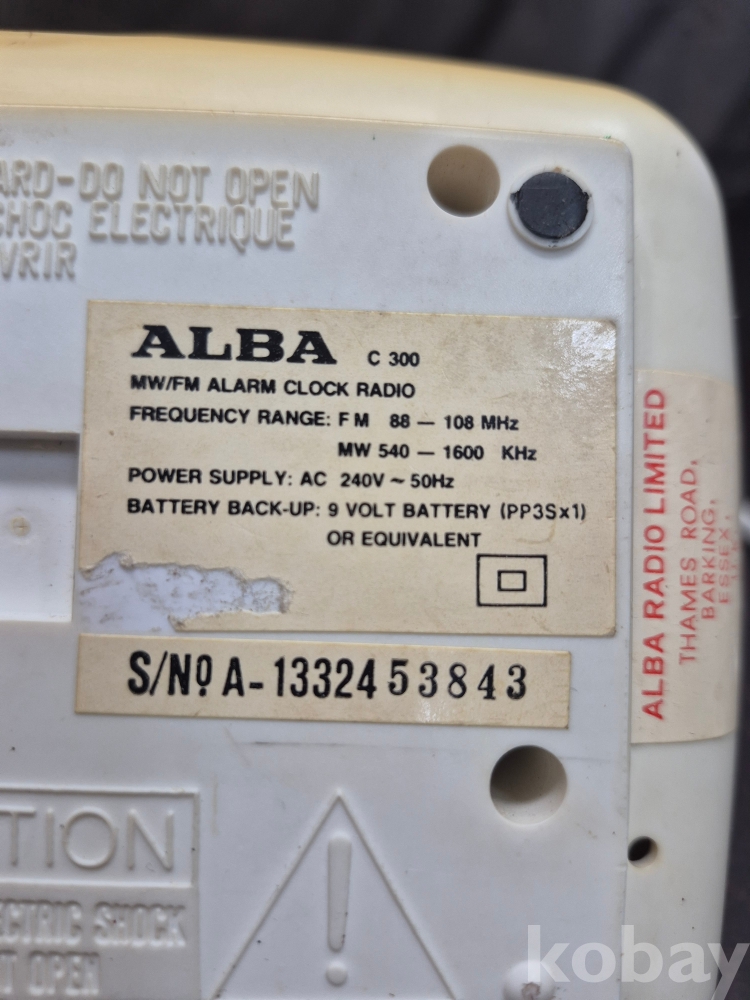 ARD-DO NOT OPEN
CHOC ELECTRIQUE
VRIR
ALBA C 300
MW/FM ALARM CLOCK RADIO
FREQUENCY RANGE: FM 88 — 108 MHz
MW 540 — 1600 KHz
POWER SUPPLY: AC 240V ~ 50Hz
BATTERY BACK-UP: 9 VOLT BATTERY (PP3S×1)
OR EQUIVALENT
S/Nº A-1332453843
ALBA RADIO LIMITED
THAMES ROAD,
BARKING,
ESSEX,
TION
ECTRIC SHOCK
T OPEN
kobay